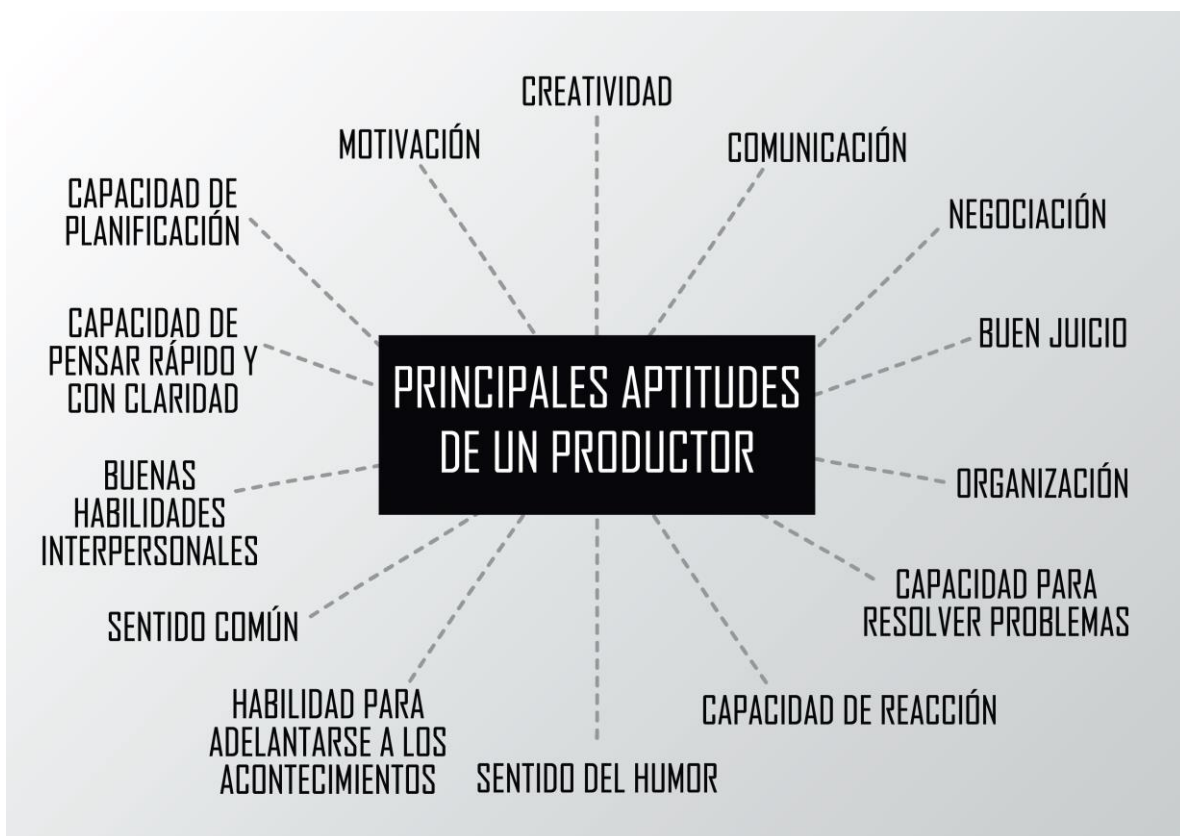 CREATIVIDAD
MOTIVACIÓN
COMUNICACIÓN
CAPACIDAD DE
PLANIFICACIÓN
NEGOCIACIÓN
CAPACIDAD DE
PENSAR RÁPIDO Y
CON CLARIDAD
BUEN JUICIO
PRINCIPALES APTITUDES
DE UN PRODUCTOR
BUENAS
HABILIDADES
INTERPERSONALES
ORGANIZACIÓN
CAPACIDAD PARA
RESOLVER PROBLEMAS
SENTIDO COMÚN
HABILIDAD PARA
ADELANTARSE A LOS
ACONTECIMIENTOS
CAPACIDAD DE REACCIÓN
SENTIDO DEL HUMOR